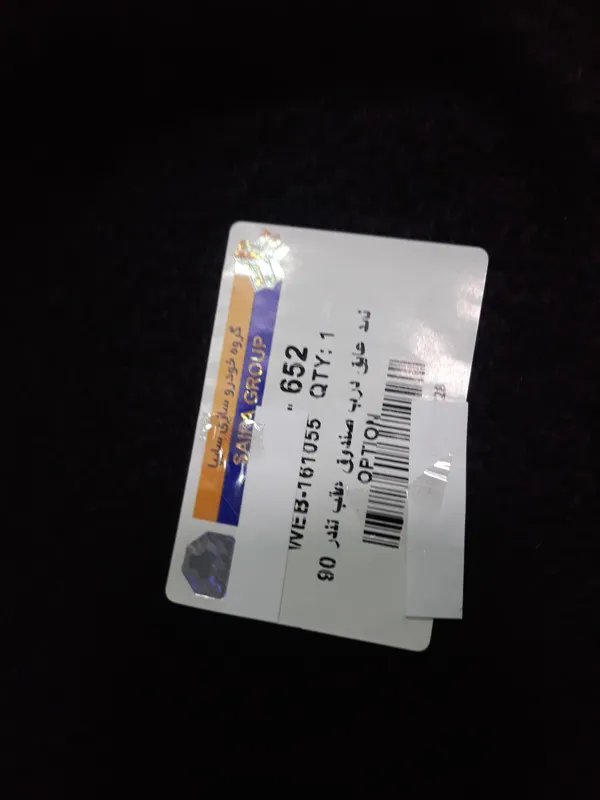 گروه خودرو سازی سایپا
SAIPA GROUP
652
WEB-161055 QTY: 1
نمد عایق درب صندوق عقب تندر 90
OPTION
28